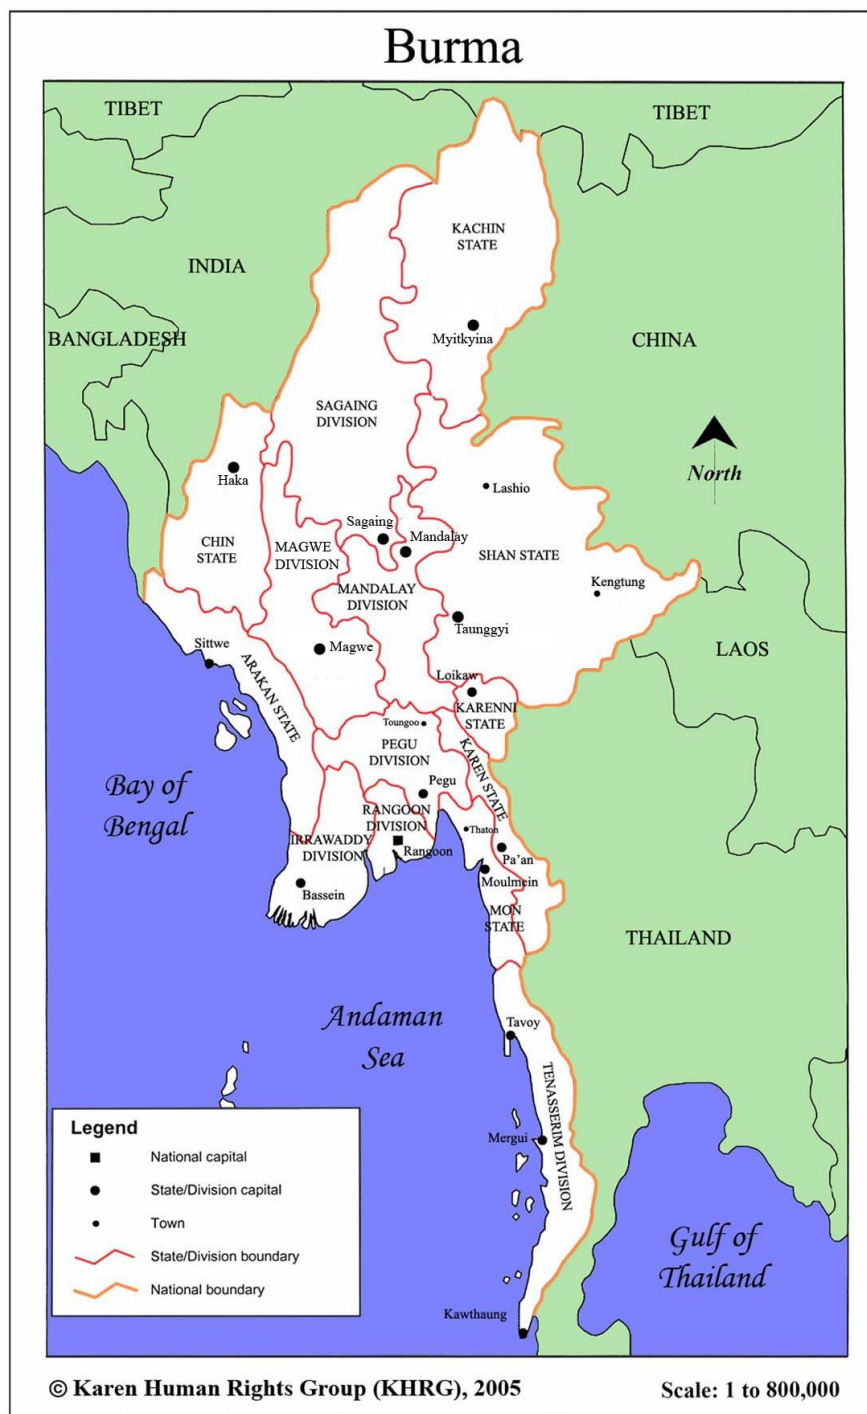 Burma
TIBET
TIBET
KACHIN
STATE
INDIA
Myitkyina
BANGLADESH
CHINA
SAGAING
DIVISION
North
Haka
Lashio
Sagaing
Mandalay
CHIN
STATE
MAGWE
DIVISION
SHAN STATE
MANDALAY
DIVISION
Kengtung
Taunggyi
Sittwe
Magwe
LAOS
ARAKAN STATE
Loikaw
KARENNI
STATE
Toungoo
PEGU
DIVISION
KAREN STATE
Bay of
Bengal
Pegu
RANGOON
DIVISION
Thaton
IRRAWADDY
DIVISION
Rangoon
Pa'an
Moulmein
Bassein
MON
STATE
THAILAND
Andaman
Sea
Tavoy
TENASSERIM DIVISION
Mergui
Gulf of
Thailand
Kawthaung
Legend
National capital
State/Division capital
Town
State/Division boundary
National boundary
© Karen Human Rights Group (KHRG), 2005
Scale: 1 to 800,000